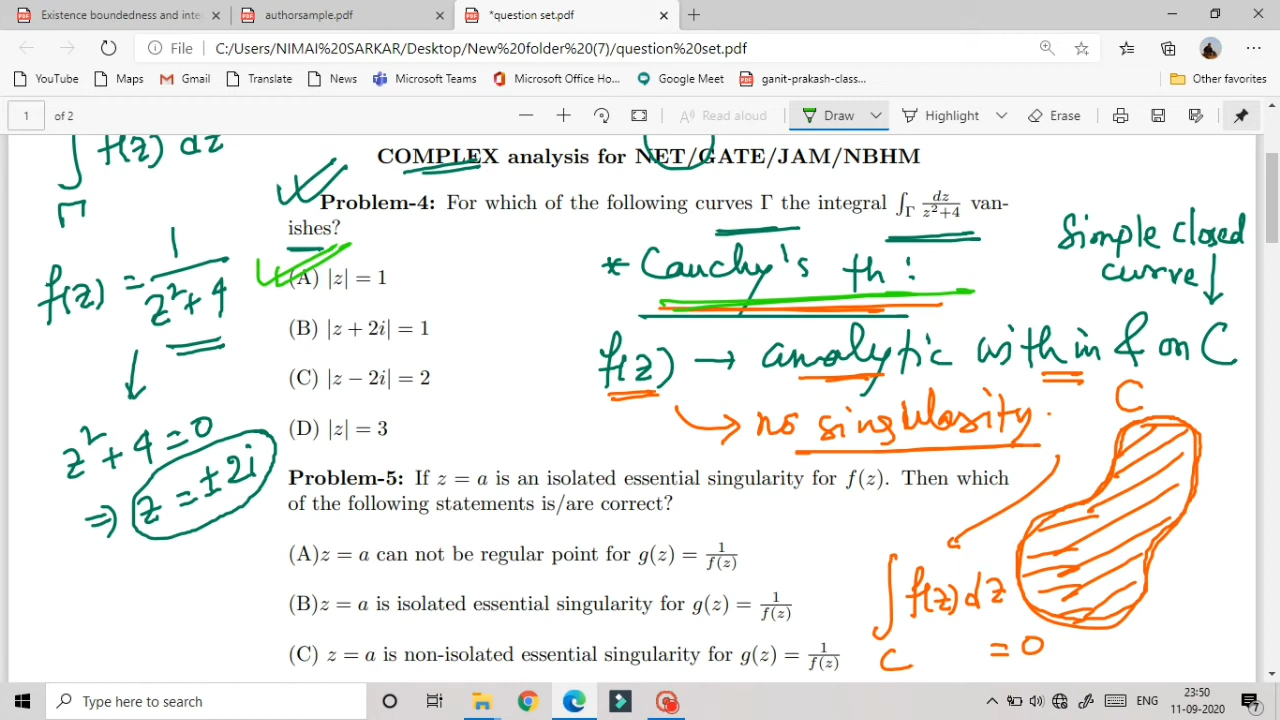 Existence boundedness and inte
authorsample.pdf
*question set.pdf
File
C:/Users/NIMAI%20SARKAR/Desktop/New%20folder%20(7)/question%20set.pdf
YouTube Maps Gmail Translate News Microsoft Teams Microsoft Office Ho... Google Meet ganit-prakash-class... Other favorites
1 of 2 Read aloud Draw Highlight Erase
∫Γ f(z) dz
COMPLEX analysis for NET/GATE/JAM/NBHM
Problem-4: For which of the following curves Γ the integral ∫Γ dz/(z²+4) van-
ishes?
f(z) = 1/(z²+4)
z²+4=0
⇒ z = ±2i
(A) |z| = 1
(B) |z + 2i| = 1
(C) |z − 2i| = 2
(D) |z| = 3
* Cauchy's th:
Simple closed
curve
f(z) → analytic within & on C
→ no singularity.
C
∫C f(z) dz
= 0
Problem-5: If z = a is an isolated essential singularity for f(z). Then which
of the following statements is/are correct?
(A)z = a can not be regular point for g(z) = 1/f(z)
(B)z = a is isolated essential singularity for g(z) = 1/f(z)
(C) z = a is non-isolated essential singularity for g(z) = 1/f(z)
Type here to search
ENG
23:50
11-09-2020
7